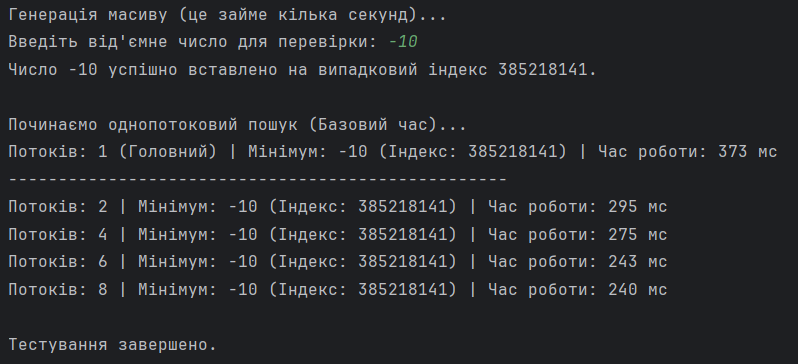 Генерація масиву (це займе кілька секунд)...
Введіть від'ємне число для перевірки: -10
Число -10 успішно вставлено на випадковий індекс 385218141.
Починаємо однопотоковий пошук (Базовий час)...
Потоків: 1 (Головний) | Мінімум: -10 (Індекс: 385218141) | Час роботи: 373 мс
--------------------------------------------------
Потоків: 2 | Мінімум: -10 (Індекс: 385218141) | Час роботи: 295 мс
Потоків: 4 | Мінімум: -10 (Індекс: 385218141) | Час роботи: 275 мс
Потоків: 6 | Мінімум: -10 (Індекс: 385218141) | Час роботи: 243 мс
Потоків: 8 | Мінімум: -10 (Індекс: 385218141) | Час роботи: 240 мс
Тестування завершено.